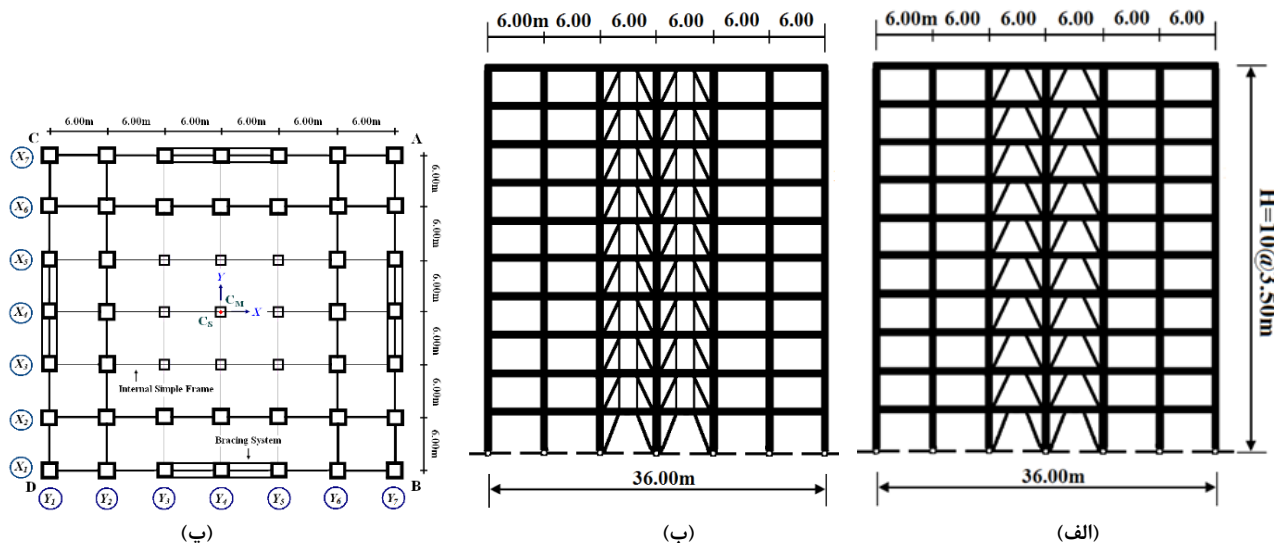 6.00m 6.00 6.00 6.00 6.00 6.00
36.00m
(الف)
H=10@3.50m
6.00m 6.00 6.00 6.00 6.00 6.00
36.00m
(ب)
6.00m 6.00m 6.00m 6.00m 6.00m 6.00m
C A
X7
X6
X5
X4
X3
X2
X1
6.00m
6.00m
6.00m
6.00m
6.00m
6.00m
Y
CM
X
CS
Internal Simple Frame
Bracing System
D B
Y1 Y2 Y3 Y4 Y5 Y6 Y7
(پ)